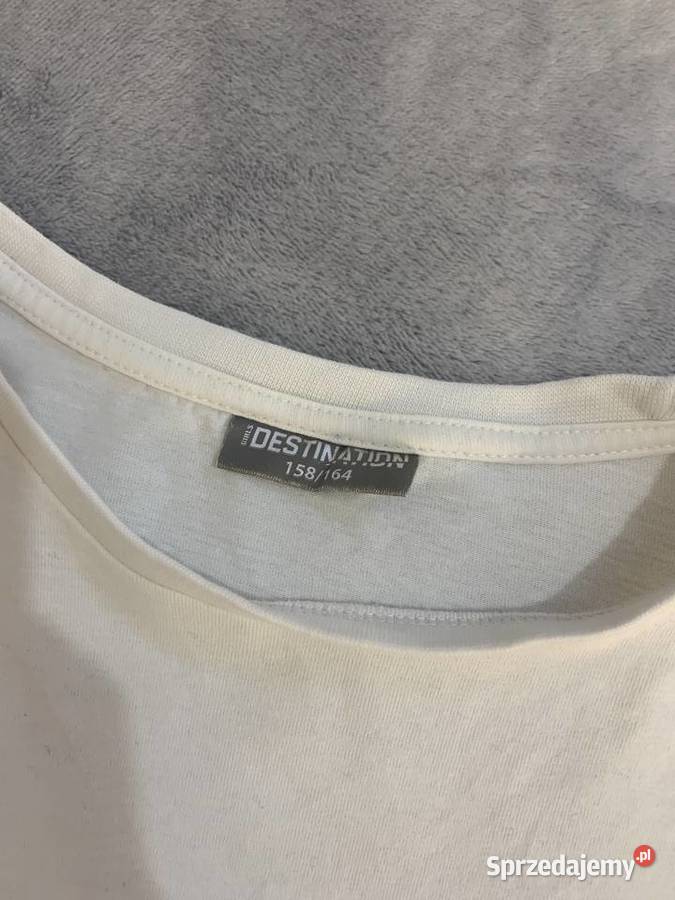 GIRLS
DESTINATION
158/164
Sprzedajemy.pl